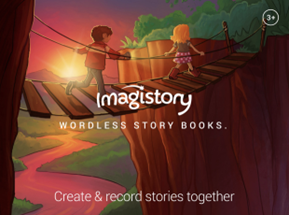 3+
Imagistory
WORDLESS STORY BOOKS.
Create & record stories together